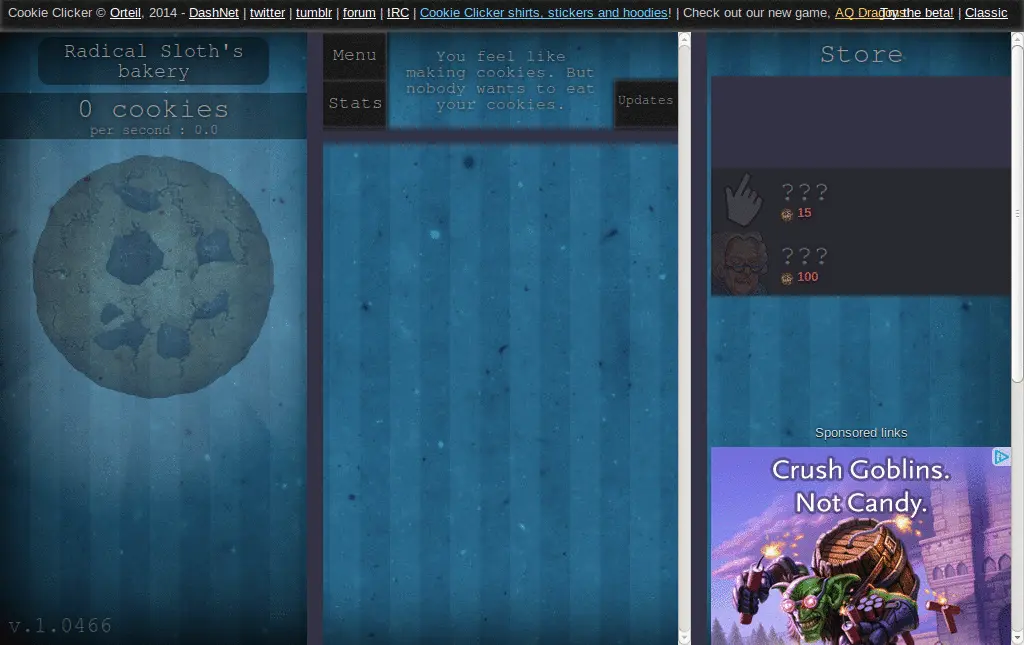 Cookie Clicker © Orteil, 2014 - DashNet | twitter | tumblr | forum | IRC | Cookie Clicker shirts, stickers and hoodies! | Check out our new game, AQ Dragons! Try the beta! | Classic
Radical Sloth's
bakery
0 cookies
per second : 0.0
v.1.0466
Menu
Stats
You feel like
making cookies. But
nobody wants to eat
your cookies.
Updates
Store
???
15
???
100
Sponsored links
Crush Goblins.
Not Candy.